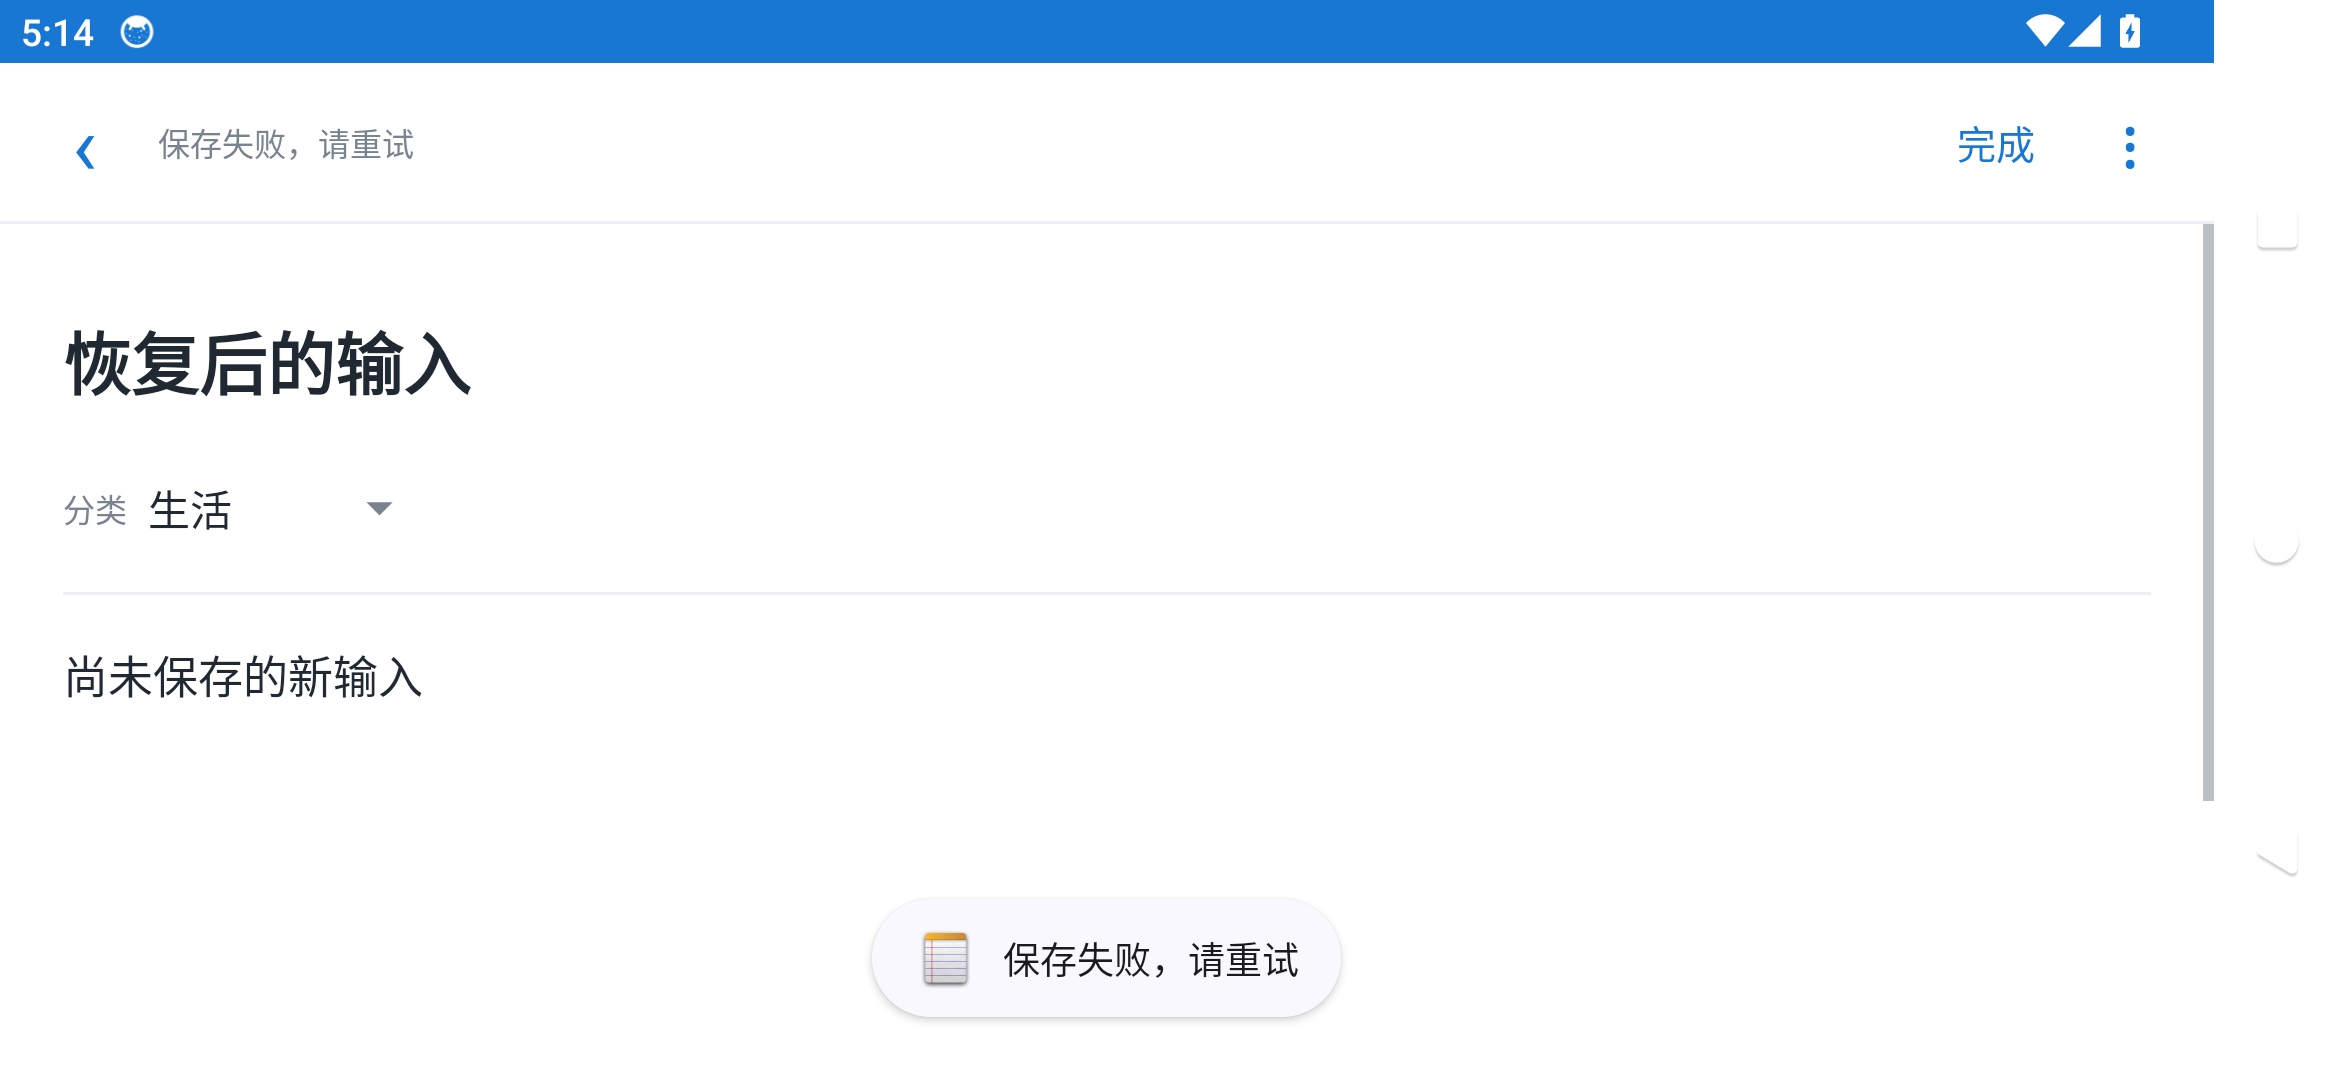 5:14
保存失败，请重试
完成
恢复后的输入
分类 生活
尚未保存的新输入
保存失败，请重试